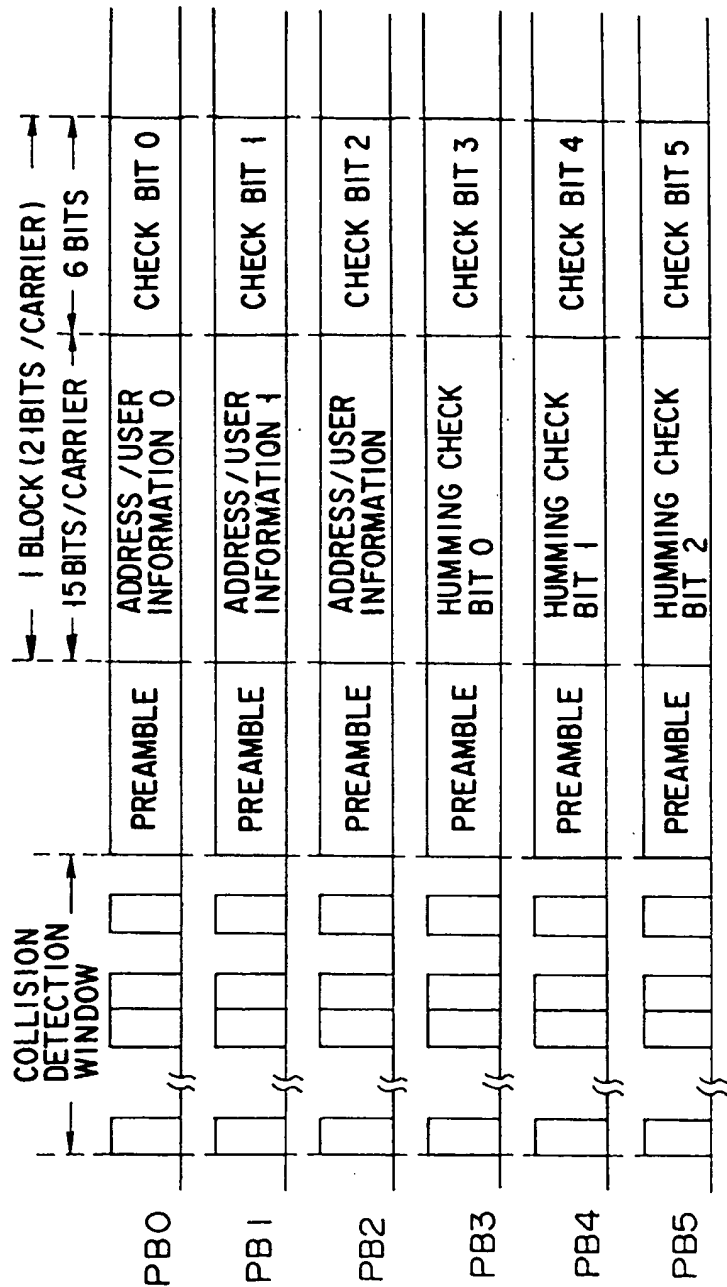 COLLISION
DETECTION
WINDOW
1 BLOCK (21BITS /CARRIER)
15BITS/CARRIER
6 BITS
PB0
PREAMBLE
ADDRESS /USER
INFORMATION 0
CHECK BIT 0
PB1
PREAMBLE
ADDRESS/USER
INFORMATION 1
CHECK BIT 1
PB2
PREAMBLE
ADDRESS/USER
INFORMATION
CHECK BIT 2
PB3
PREAMBLE
HUMMING CHECK
BIT 0
CHECK BIT 3
PB4
PREAMBLE
HUMMING CHECK
BIT 1
CHECK BIT 4
PB5
PREAMBLE
HUMMING CHECK
BIT 2
CHECK BIT 5